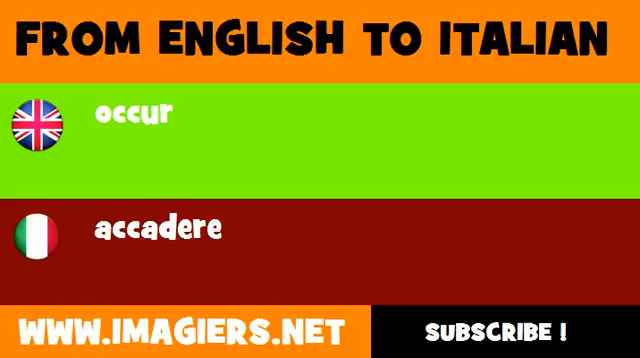 FROM ENGLISH TO ITALIAN
occur
accadere
WWW.IMAGIERS.NET
SUBSCRIBE !